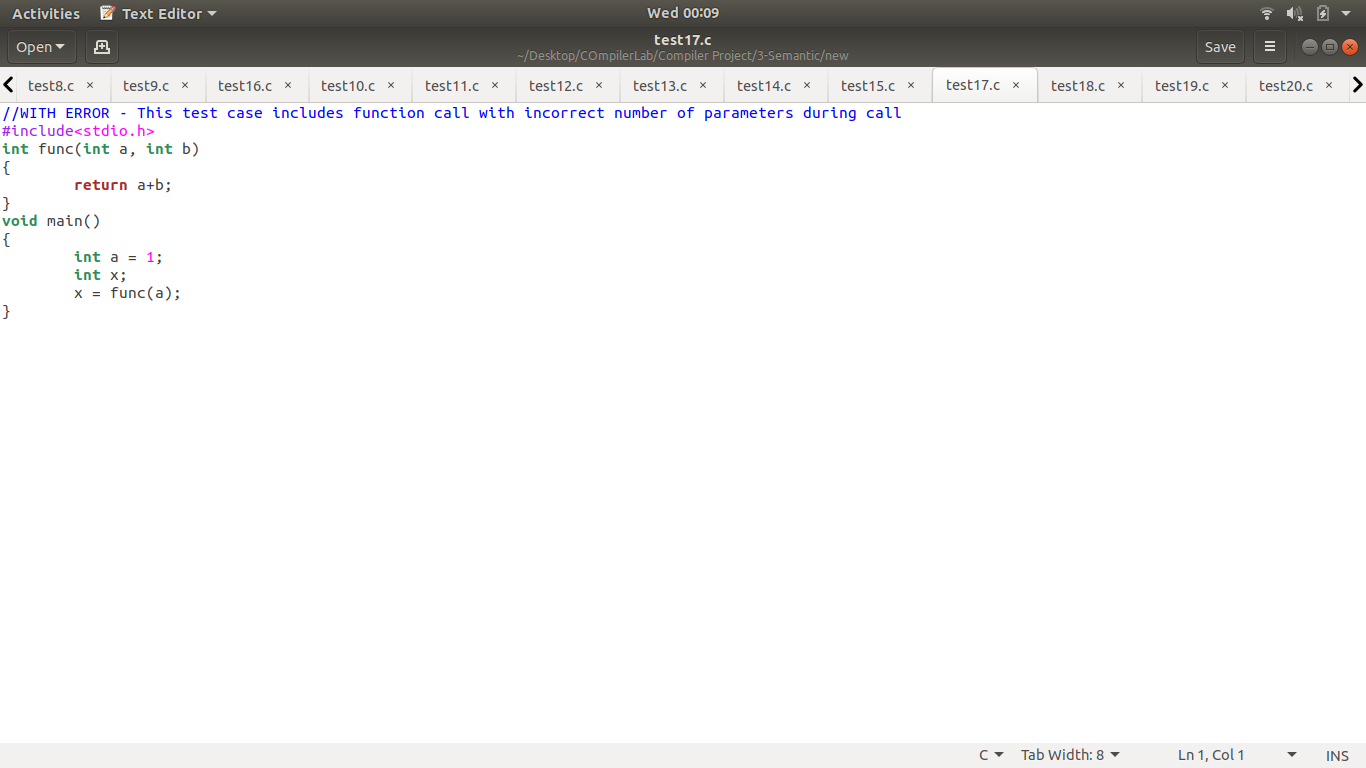 Activities Text Editor Wed 00:09
Open test17.c Save
~/Desktop/COmpilerLab/Compiler Project/3-Semantic/new
test8.c × test9.c × test16.c × test10.c × test11.c × test12.c × test13.c × test14.c × test15.c × test17.c × test18.c × test19.c × test20.c ×
//WITH ERROR - This test case includes function call with incorrect number of parameters during call
#include<stdio.h>
int func(int a, int b)
{
return a+b;
}
void main()
{
int a = 1;
int x;
x = func(a);
}
C Tab Width: 8 Ln 1, Col 1 INS